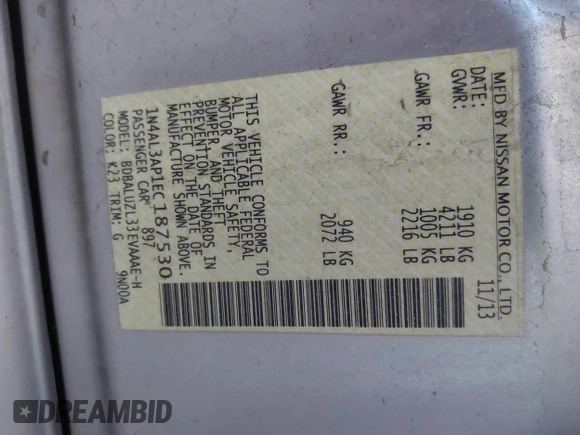 MFD BY NISSAN MOTOR CO., LTD.
DATE: 11/13
GVWR: 1910 KG
4211 LB
GAWR FR.: 1005 KG
2216 LB
GAWR RR.: 940 KG
2072 LB
THIS VEHICLE CONFORMS TO
ALL APPLICABLE FEDERAL
MOTOR VEHICLE SAFETY,
BUMPER, AND THEFT
PREVENTION STANDARDS IN
EFFECT ON THE DATE OF
MANUFACTURE SHOWN ABOVE.
1N4AL3AP1EC187530
PASSENGER CAR 897
MODEL: BDBALUZL33EVAAAE-H
COLOR: K23 TRIM: G 9N00A
DREAMBID